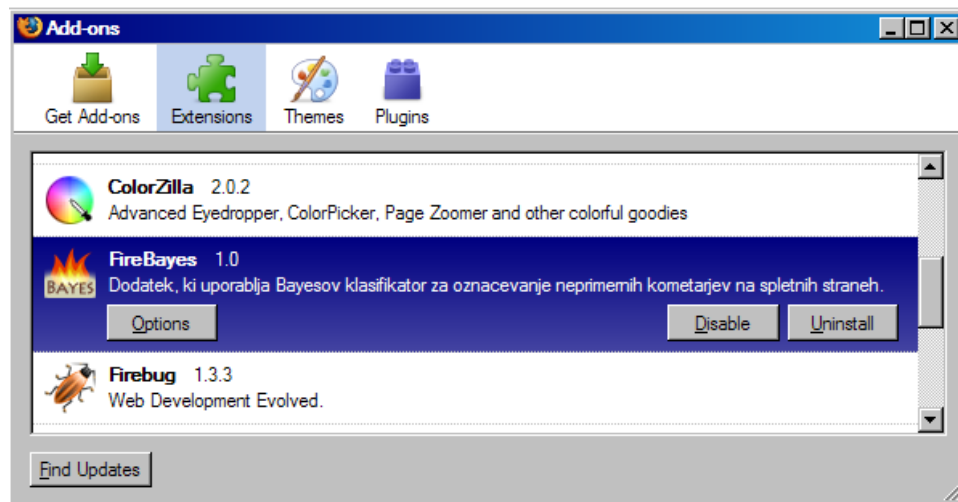 Add-ons
Get Add-ons Extensions Themes Plugins
ColorZilla 2.0.2
Advanced Eyedropper, ColorPicker, Page Zoomer and other colorful goodies
BAYES
FireBayes 1.0
Dodatek, ki uporablja Bayesov klasifikator za oznacevanje neprimernih kometarjev na spletnih straneh.
Options Disable Uninstall
Firebug 1.3.3
Web Development Evolved.
Find Updates